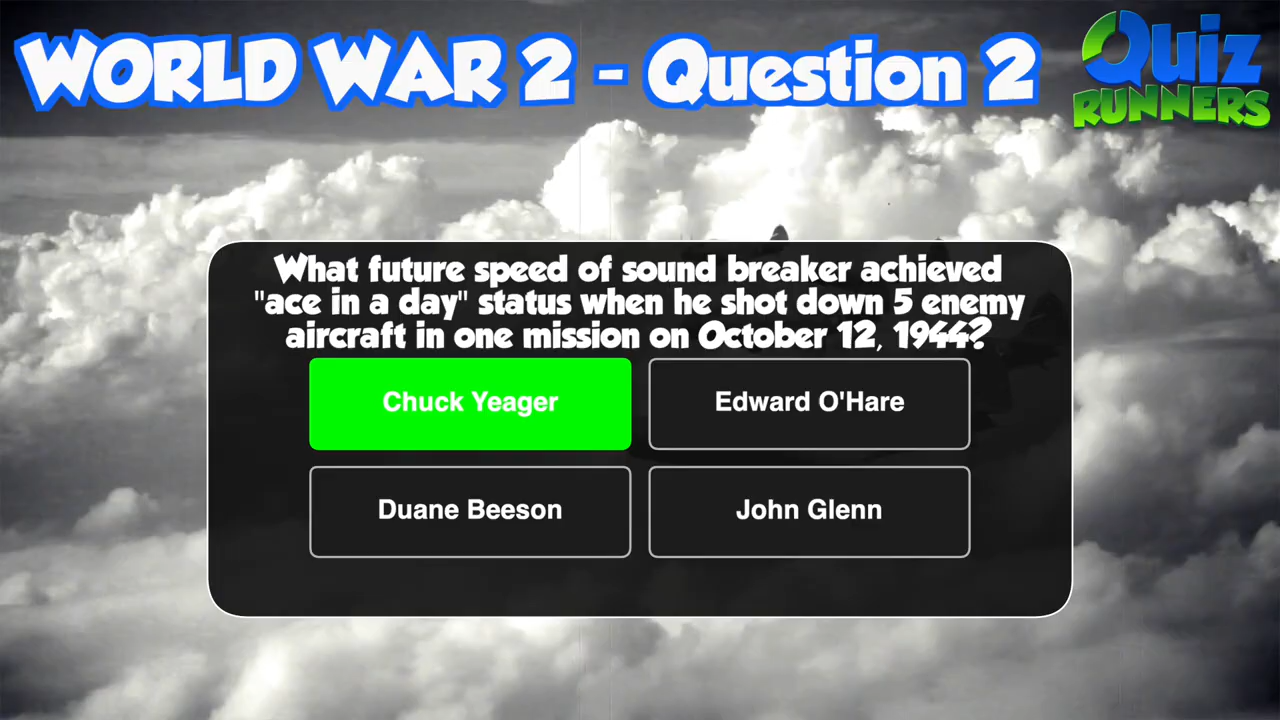 WORLD WAR 2 - Question 2
Quiz
RUNNERS
What future speed of sound breaker achieved
"ace in a day" status when he shot down 5 enemy
aircraft in one mission on October 12, 1944?
Chuck Yeager
Edward O'Hare
Duane Beeson
John Glenn